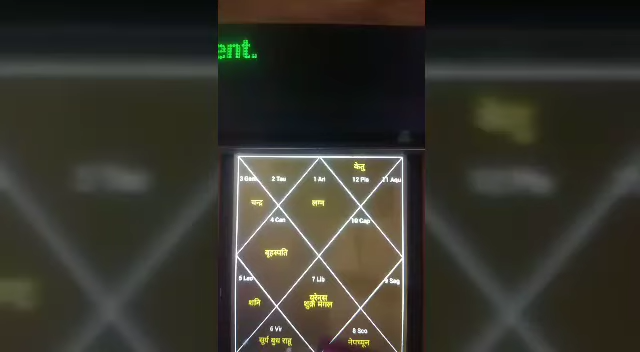 ent.
केतु
3 Gem 2 Tau 1 Ari 12 Pis 11 Aqu
चन्द्र लग्न
4 Can 10 Cap
बृहस्पति
5 Leo 7 Lib 9 Sag
शनि यूरेनस
शुक्र मंगल
6 Vir 8 Sco
सूर्य बुध राहू नेपच्यून